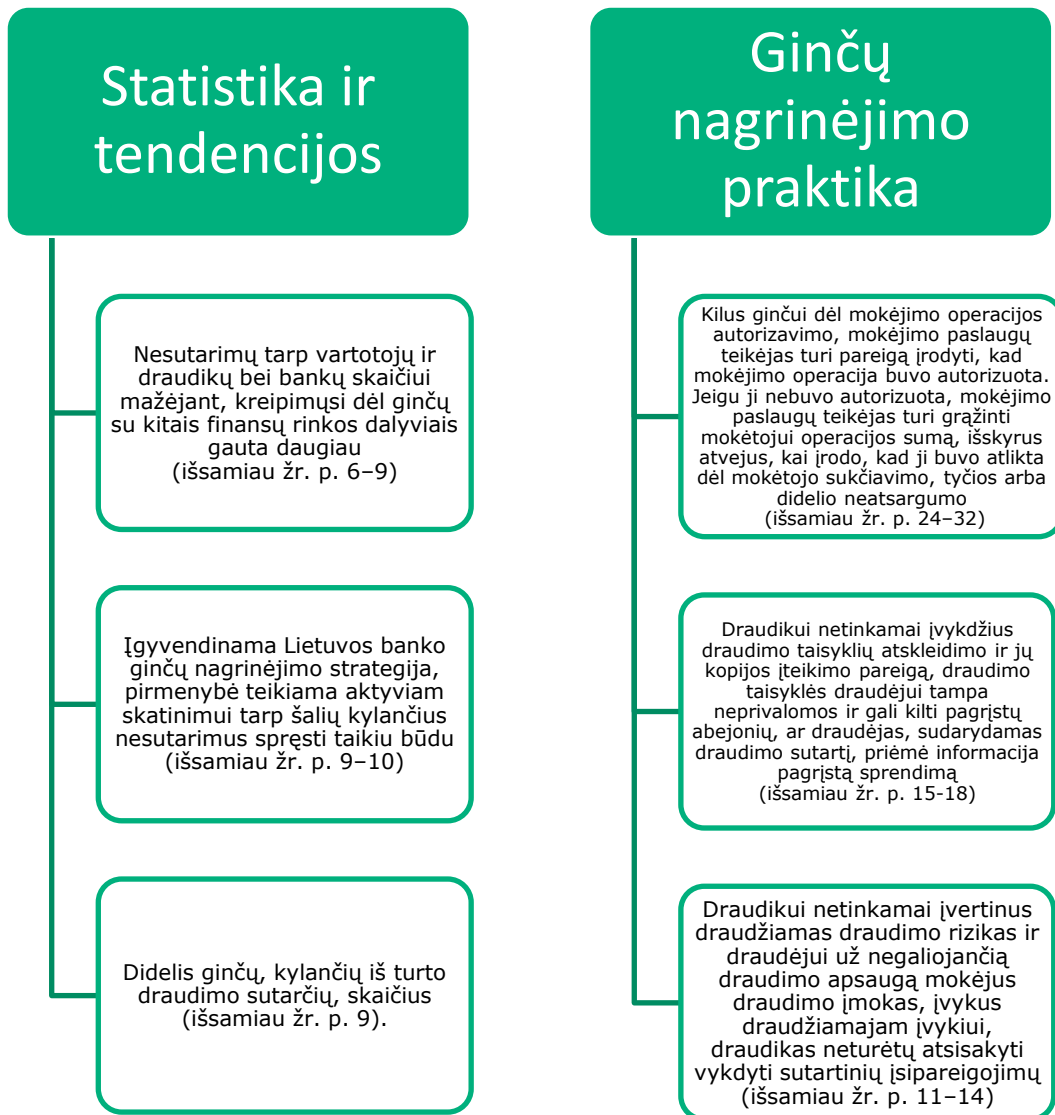 Statistika ir
tendencijos
Nesutarimų tarp vartotojų ir
draudikų bei bankų skaičiui
mažėjant, kreipimųsi dėl ginčų
su kitais finansų rinkos dalyviais
gauta daugiau
(išsamiau žr. p. 6–9)
Įgyvendinama Lietuvos banko
ginčų nagrinėjimo strategija,
pirmenybė teikiama aktyviam
skatinimui tarp šalių kylančius
nesutarimus spręsti taikiu būdu
(išsamiau žr. p. 9–10)
Didelis ginčų, kylančių iš turto
draudimo sutarčių, skaičius
(išsamiau žr. p. 9).
Ginčų
nagrinėjimo
praktika
Kilus ginčui dėl mokėjimo operacijos
autorizavimo, mokėjimo paslaugų
teikėjas turi pareigą įrodyti, kad
mokėjimo operacija buvo autorizuota.
Jeigu ji nebuvo autorizuota, mokėjimo
paslaugų teikėjas turi grąžinti
mokėtojui operacijos sumą, išskyrus
atvejus, kai įrodo, kad ji buvo atlikta
dėl mokėtojo sukčiavimo, tyčios arba
didelio neatsargumo
(išsamiau žr. p. 24–32)
Draudikui netinkamai įvykdžius
draudimo taisyklių atskleidimo ir jų
kopijos įteikimo pareigą, draudimo
taisyklės draudėjui tampa
neprivalomos ir gali kilti pagrįstų
abejonių, ar draudėjas, sudarydamas
draudimo sutartį, priėmė informacija
pagrįstą sprendimą
(išsamiau žr. p. 15-18)
Draudikui netinkamai įvertinus
draudžiamas draudimo rizikas ir
draudėjui už negaliojančią
draudimo apsaugą mokėjus
draudimo įmokas, įvykus
draudžiamajam įvykiui,
draudikas neturėtų atsisakyti
vykdyti sutartinių įsipareigojimų
(išsamiau žr. p. 11–14)